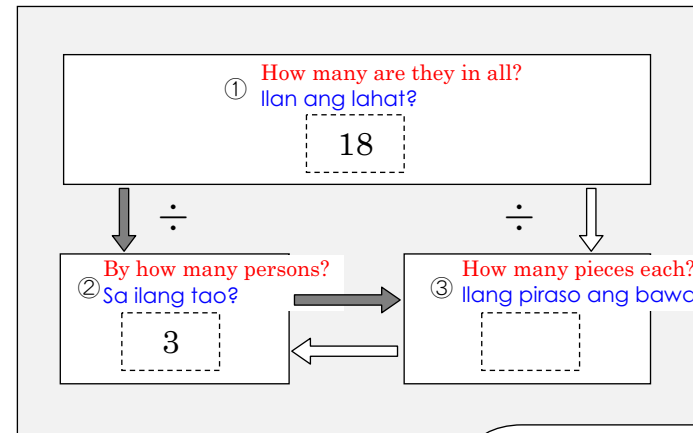 ① How many are they in all?
Ilan ang lahat?
18
÷ ÷
② By how many persons?
Sa ilang tao?
3
③ How many pieces each?
Ilang piraso ang